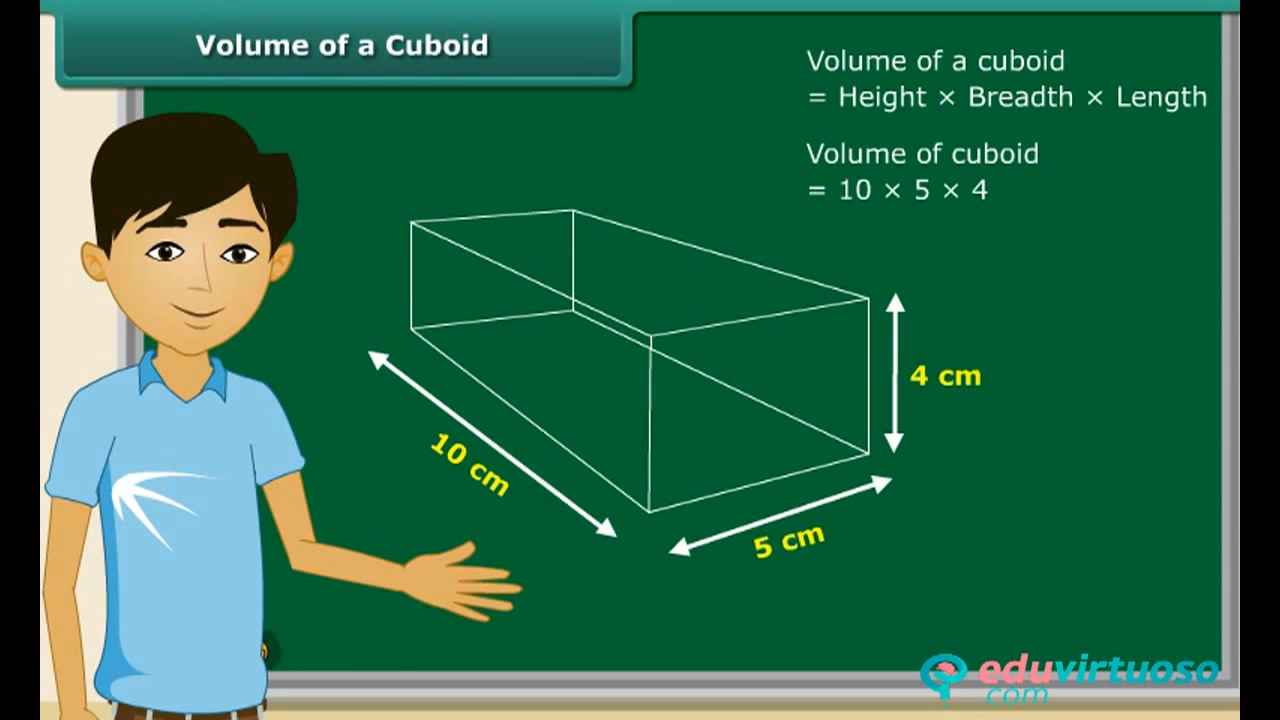 Volume of a Cuboid
Volume of a cuboid
= Height × Breadth × Length
Volume of cuboid
= 10 × 5 × 4
4 cm
10 cm
5 cm
eduvirtuoso
.com